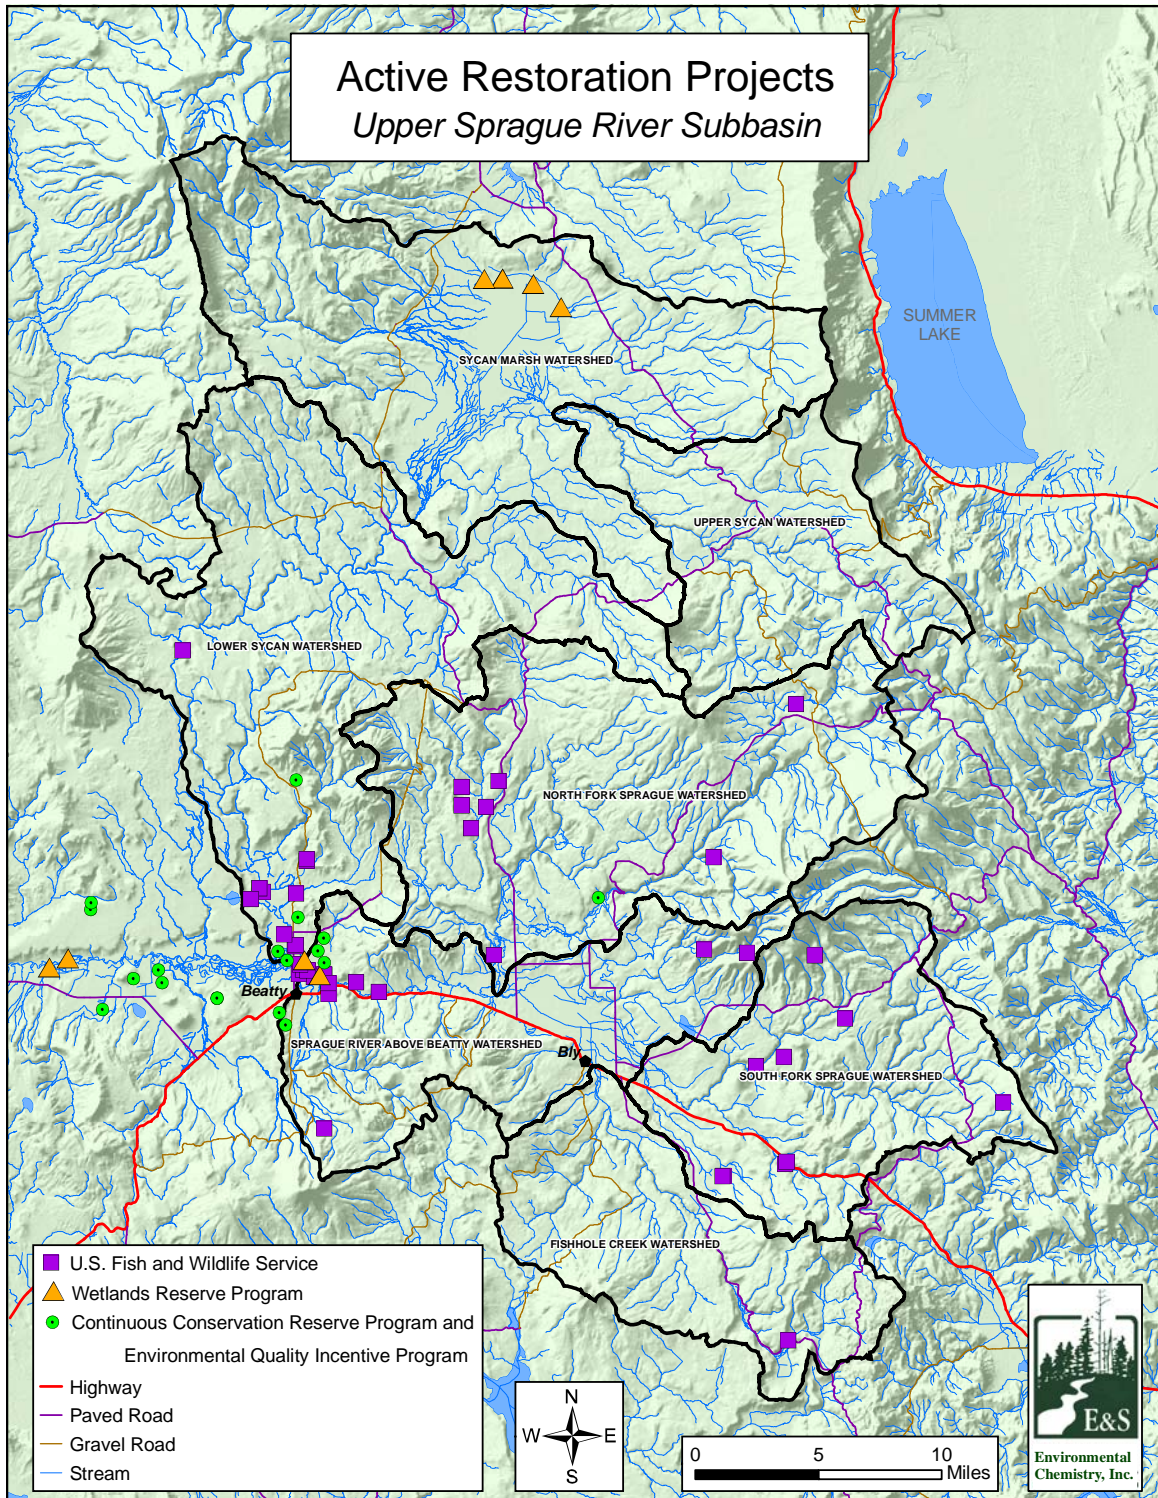 Active Restoration Projects
Upper Sprague River Subbasin
SUMMER
LAKE
SYCAN MARSH WATERSHED
UPPER SYCAN WATERSHED
LOWER SYCAN WATERSHED
NORTH FORK SPRAGUE WATERSHED
Beatty
SPRAGUE RIVER ABOVE BEATTY WATERSHED
Bly
SOUTH FORK SPRAGUE WATERSHED
FISHHOLE CREEK WATERSHED
U.S. Fish and Wildlife Service
Wetlands Reserve Program
Continuous Conservation Reserve Program and
Environmental Quality Incentive Program
Highway
Paved Road
Gravel Road
Stream
N
W E
S
0 5 10
Miles
E&S
Environmental
Chemistry, Inc.